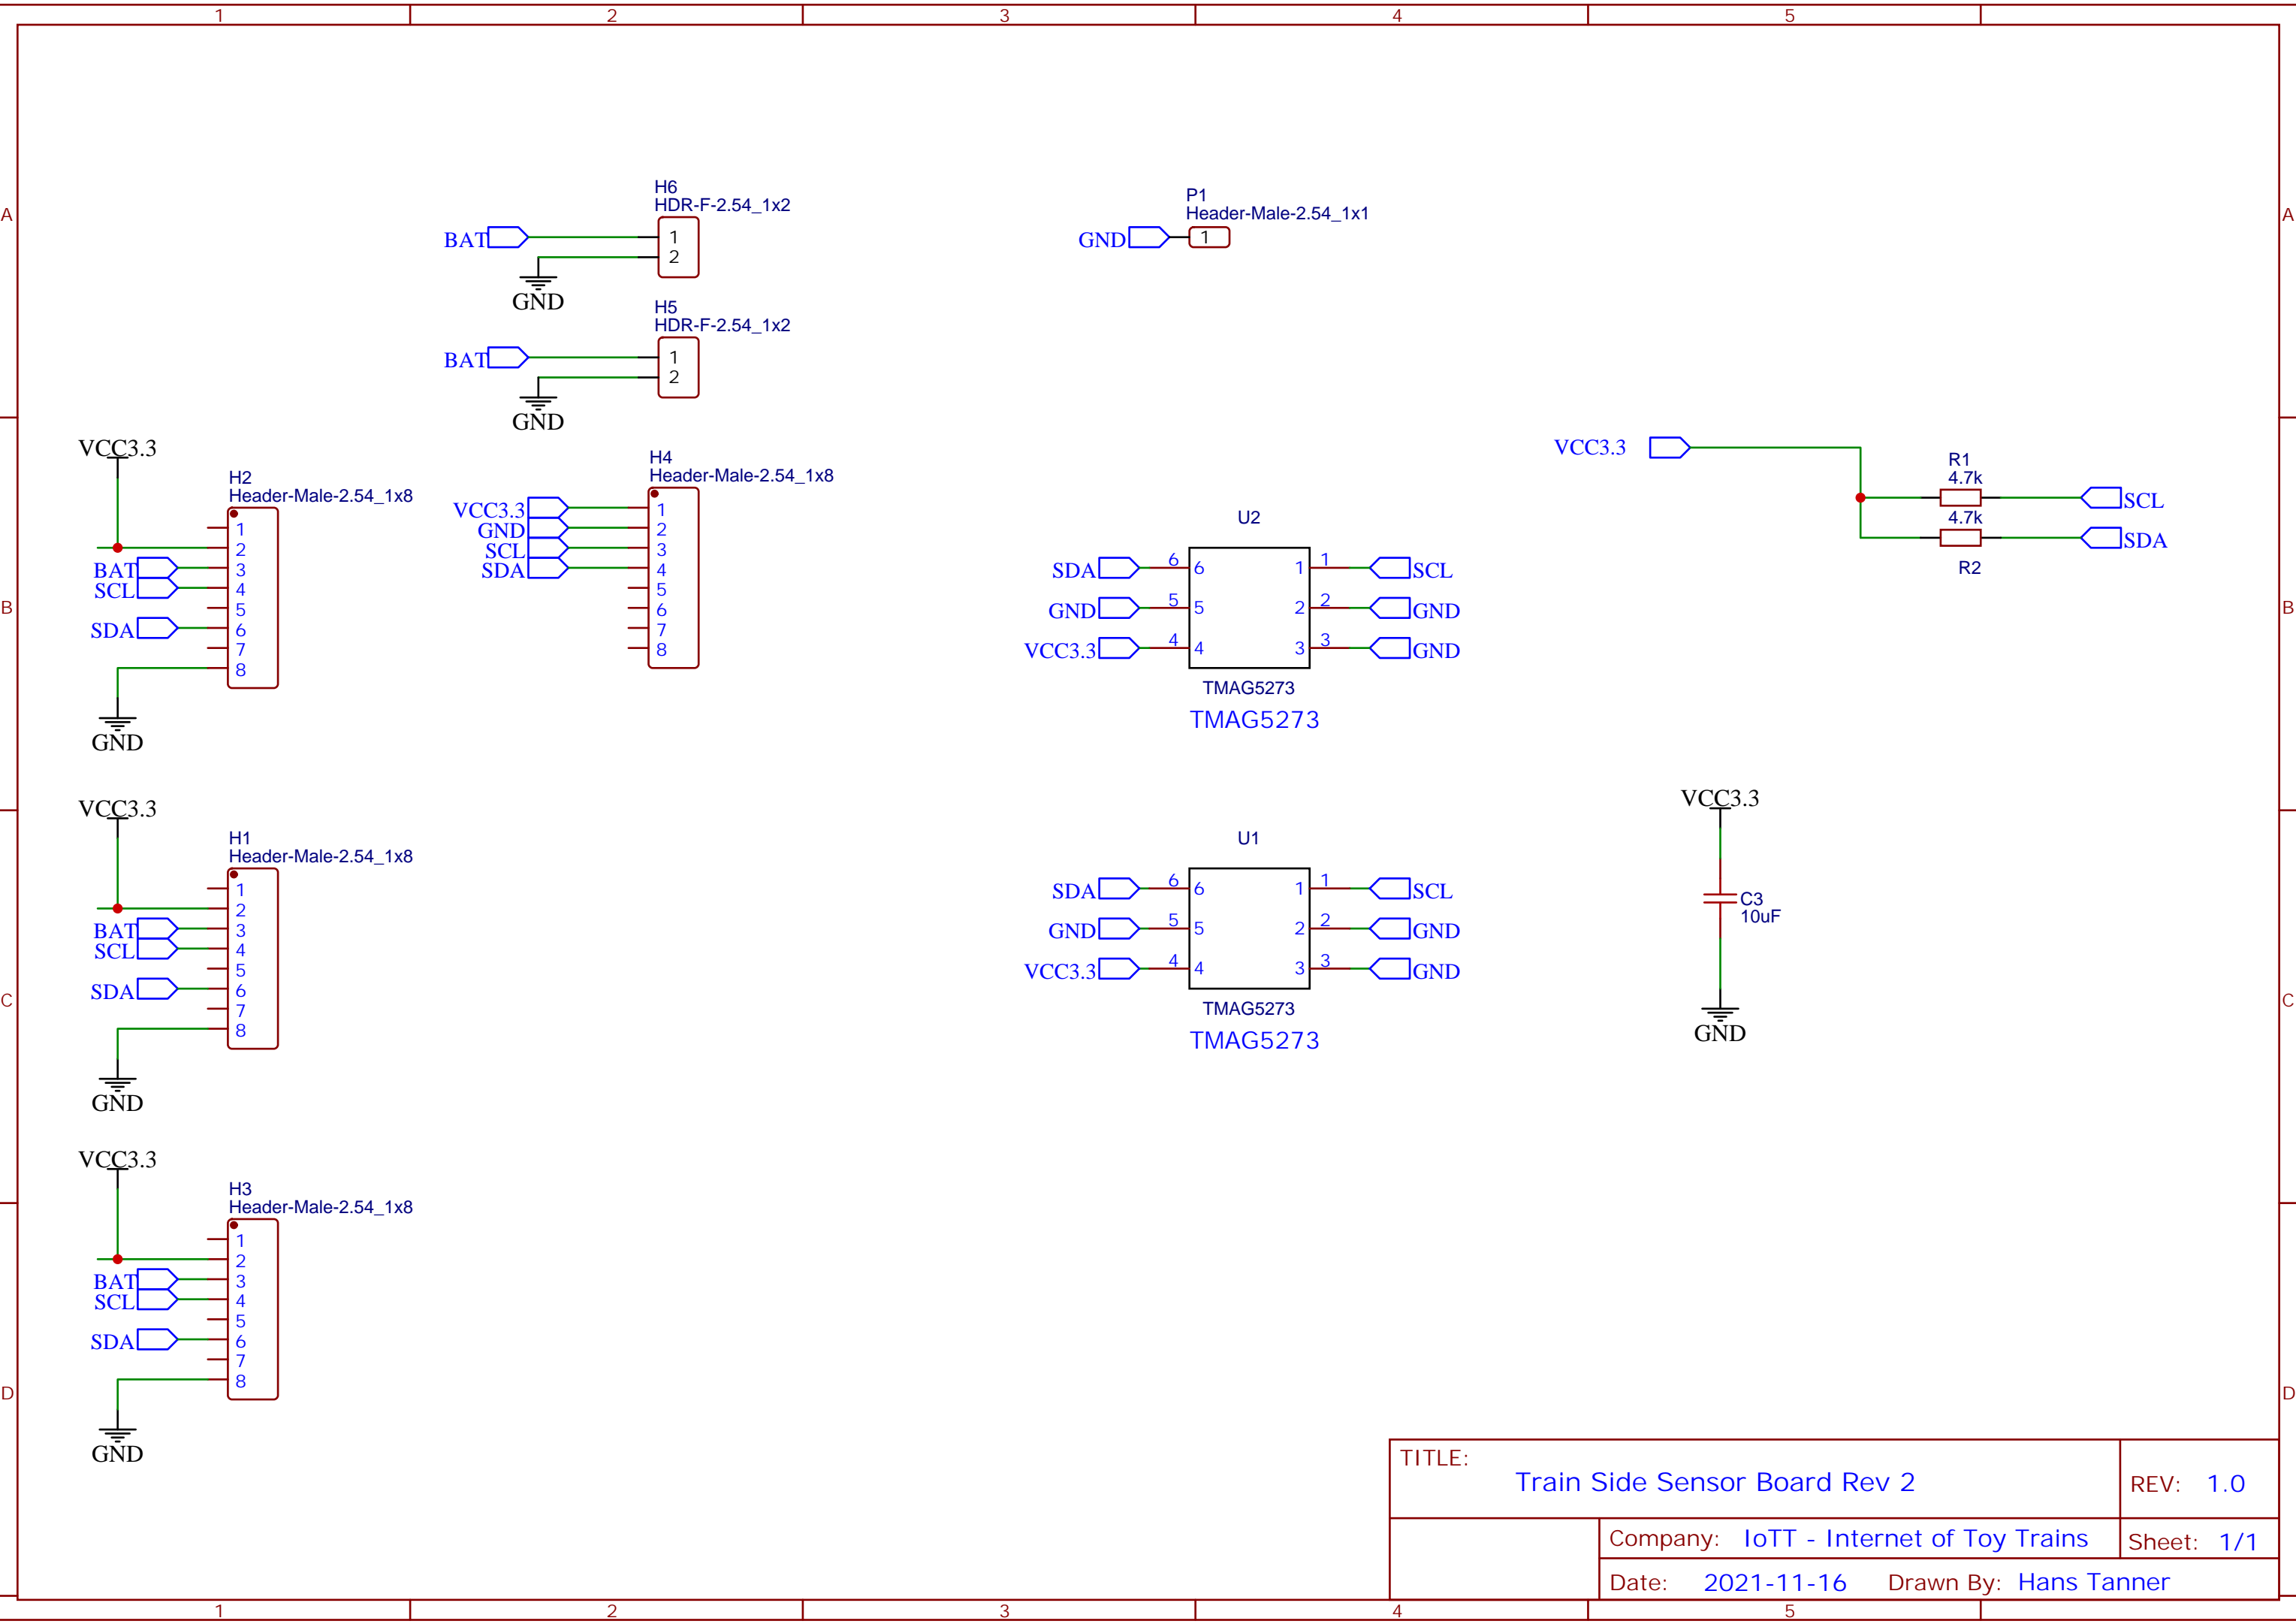 1 2 3 4 5
A
A
H6
HDR-F-2.54_1x2
BAT
1
2
GND
P1
Header-Male-2.54_1x1
GND
1
H5
HDR-F-2.54_1x2
BAT
1
2
GND
VCC3.3
H2
Header-Male-2.54_1x8
1
2
BAT
3
SCL
4
5
SDA
6
7
8
GND
H4
Header-Male-2.54_1x8
VCC3.3
1
GND
2
SCL
3
SDA
4
5
6
7
8
B
B
U2
SDA 6 6 1 1 SCL
GND 5 5 2 2 GND
VCC3.3 4 4 3 3 GND
TMAG5273
TMAG5273
VCC3.3
R1
4.7k
SCL
4.7k
SDA
R2
VCC3.3
H1
Header-Male-2.54_1x8
1
2
BAT
3
SCL
4
5
SDA
6
7
8
GND
C
C
U1
SDA 6 6 1 1 SCL
GND 5 5 2 2 GND
VCC3.3 4 4 3 3 GND
TMAG5273
TMAG5273
VCC3.3
C3
10uF
GND
VCC3.3
H3
Header-Male-2.54_1x8
1
2
BAT
3
SCL
4
5
SDA
6
7
8
GND
D
D
TITLE:
Train Side Sensor Board Rev 2
REV: 1.0
Company: IoTT - Internet of Toy Trains
Sheet: 1/1
Date: 2021-11-16 Drawn By: Hans Tanner
1 2 3 4 5